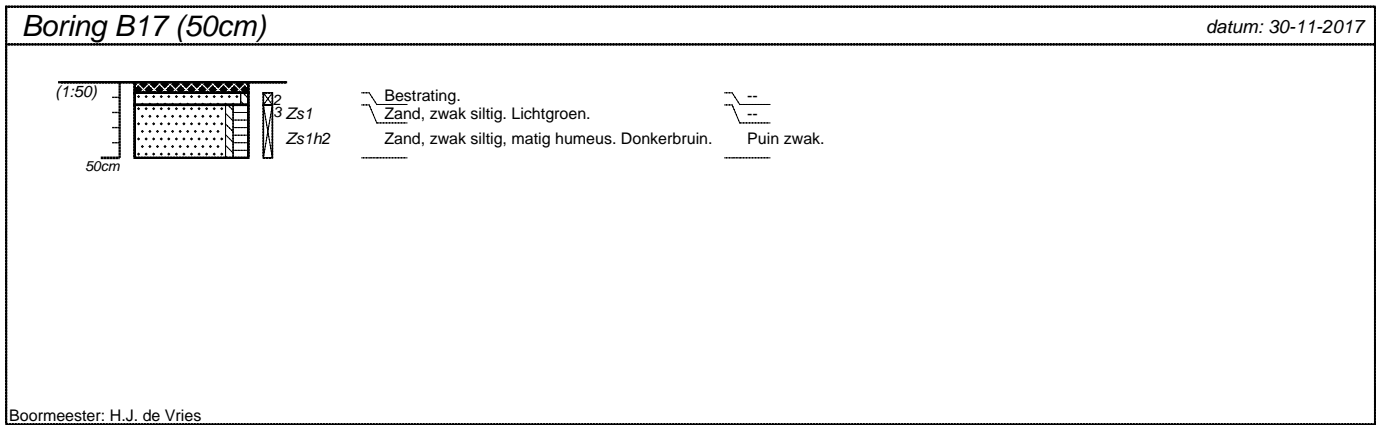 Boring B17 (50cm)
datum: 30-11-2017
(1:50)
2
Bestrating.
--
3 Zs1
Zand, zwak siltig. Lichtgroen.
--
Zs1h2
Zand, zwak siltig, matig humeus. Donkerbruin.
Puin zwak.
50cm
Boormeester: H.J. de Vries